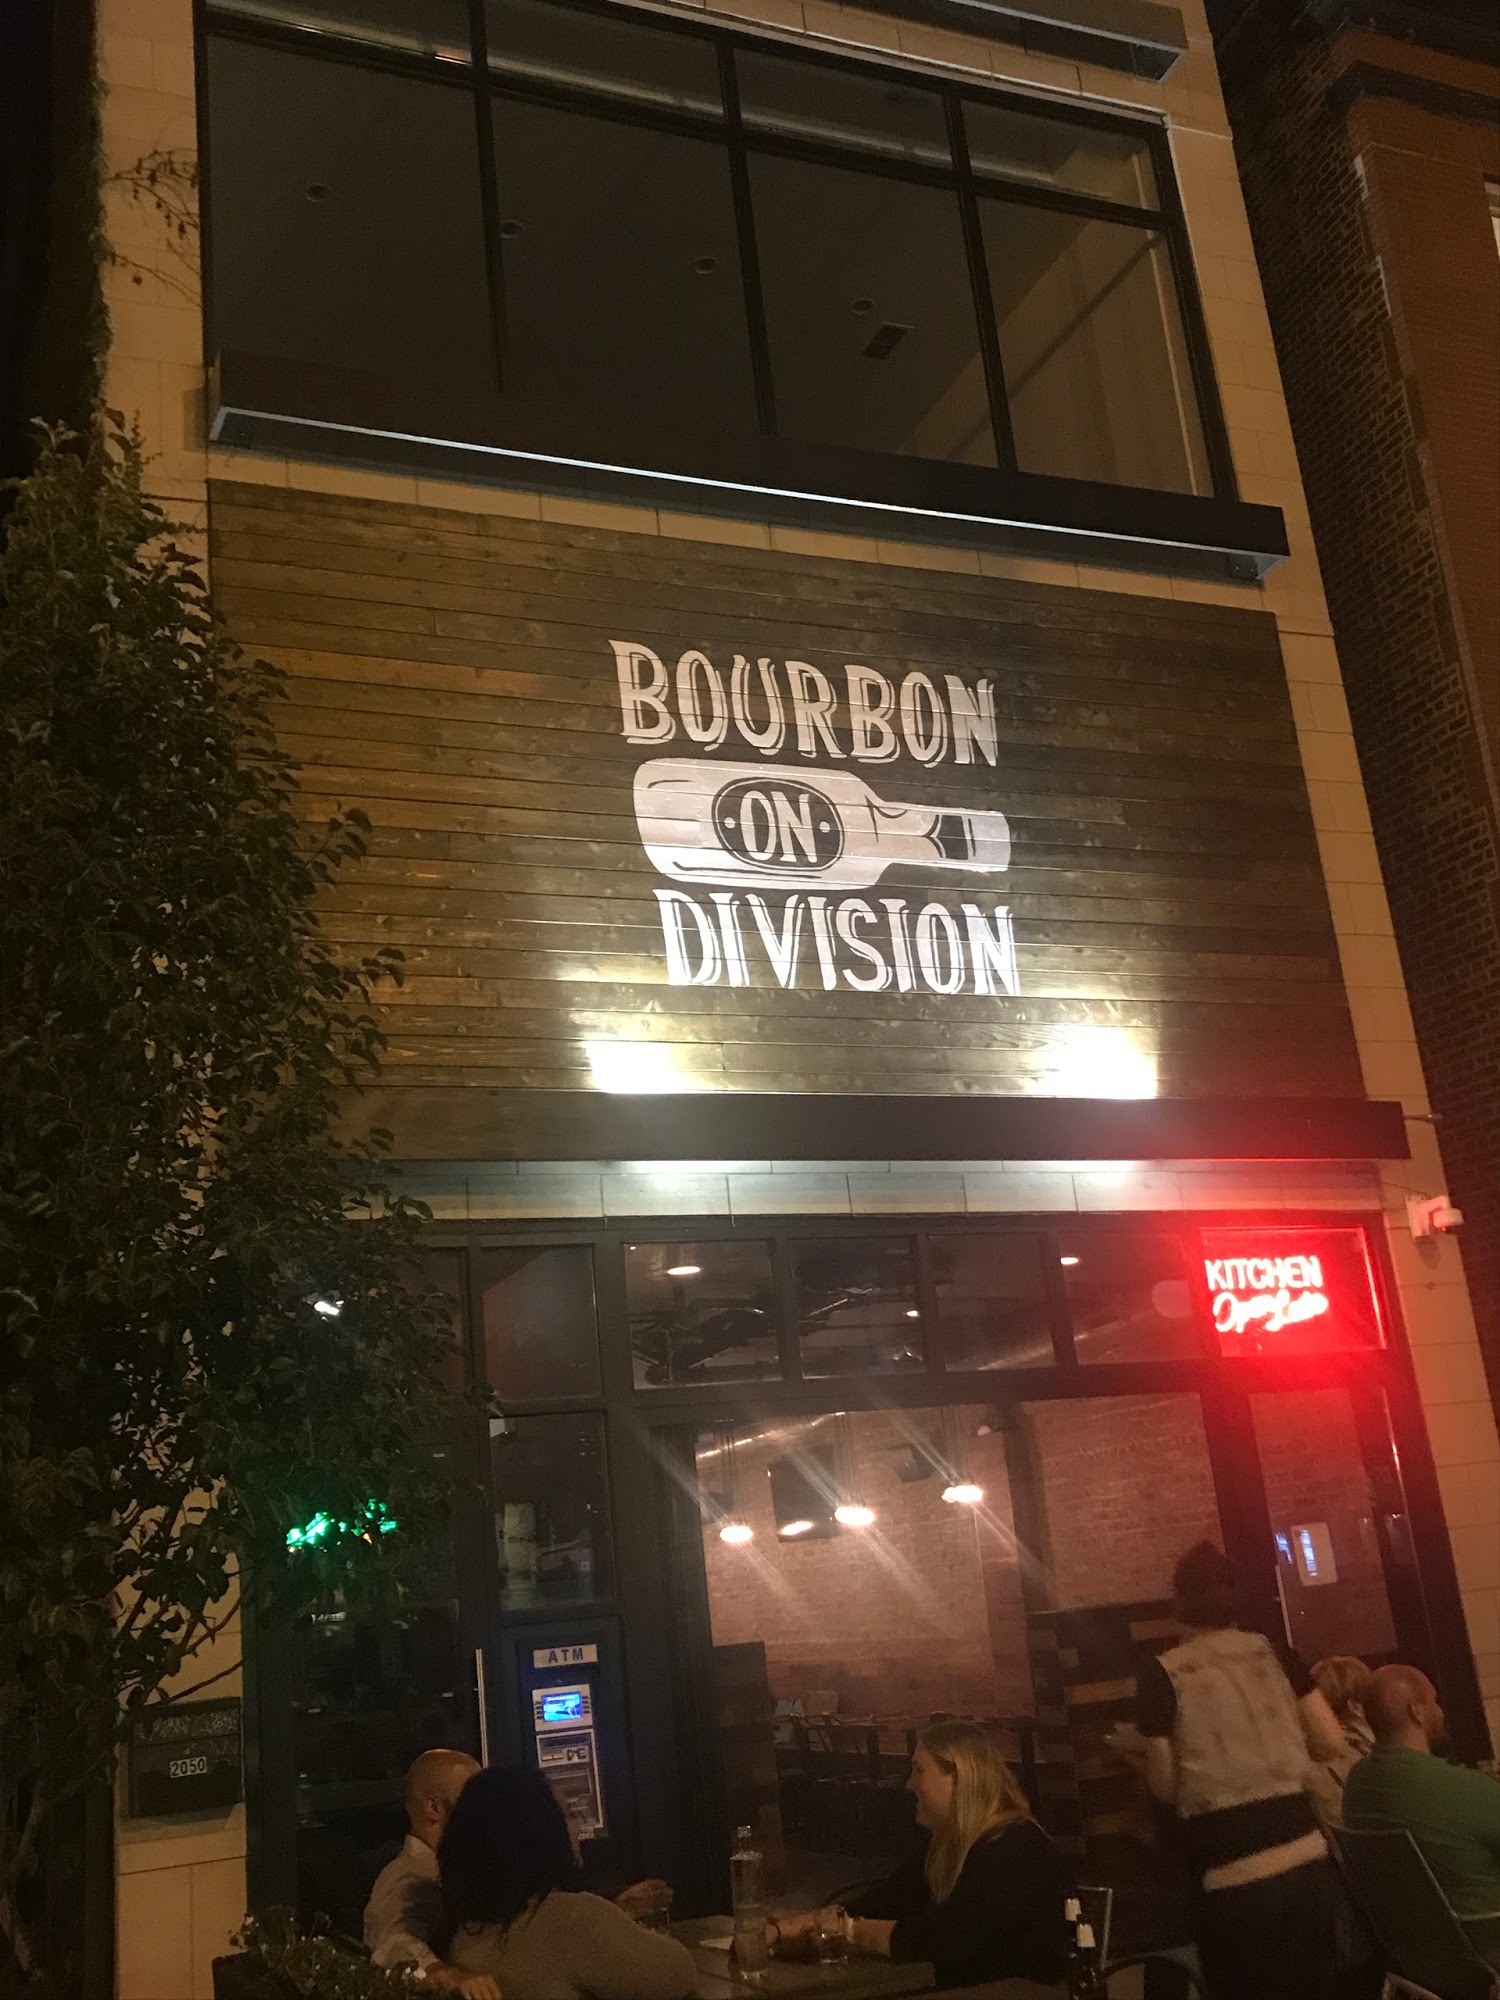 BOURBON
·ON·
DIVISION
KITCHEN
Open Late
ATM
2050